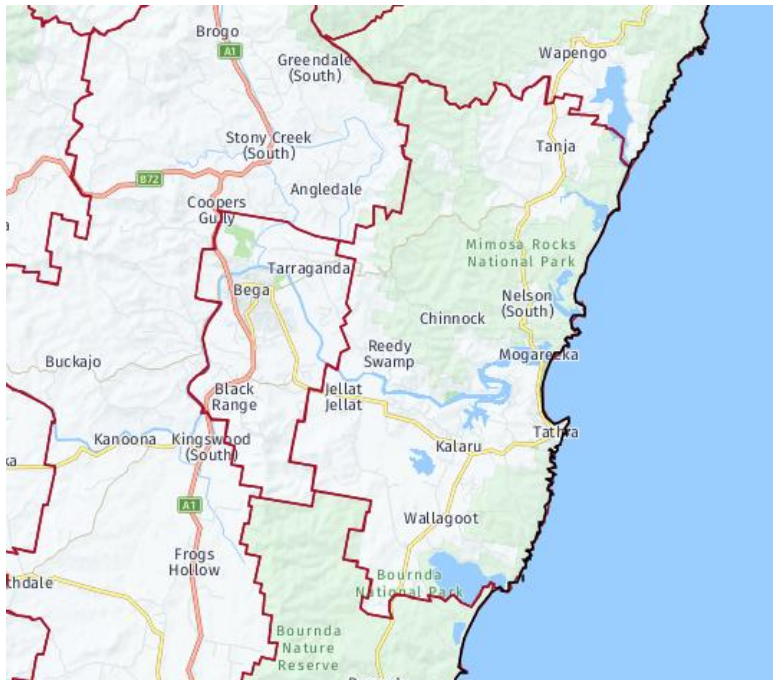 Brogo
A1
Greendale
(South)
Wapengo
Stony Creek
(South)
Tanja
B72
Angledale
Coopers
Gully
Mimosa Rocks
National Park
Tarraganda
Bega
Nelson
(South)
Chinnock
Reedy
Swamp
Mogareeka
Buckajo
Black
Range
Jellat
Jellat
Kanoona
Kingswood
(South)
Tathra
Kalaru
A1
Wallagoot
Frogs
Hollow
thdale
Bournda
National Park
Bournda
Nature
Reserve